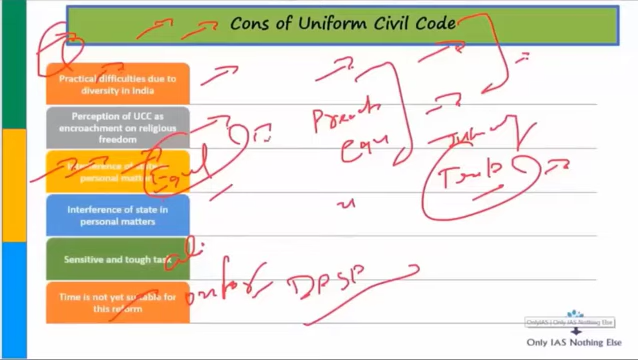 Cons of Uniform Civil Code
Practical difficulties due to
diversity in India
Perception of UCC as
encroachment on religious
freedom
personal matters
Interference of state in
personal matters
Sensitive and tough task
Time is not yet suitable for
this reform
Equal
DPSP
OnlyIAS | Only IAS Nothing Else
Only IAS Nothing Else